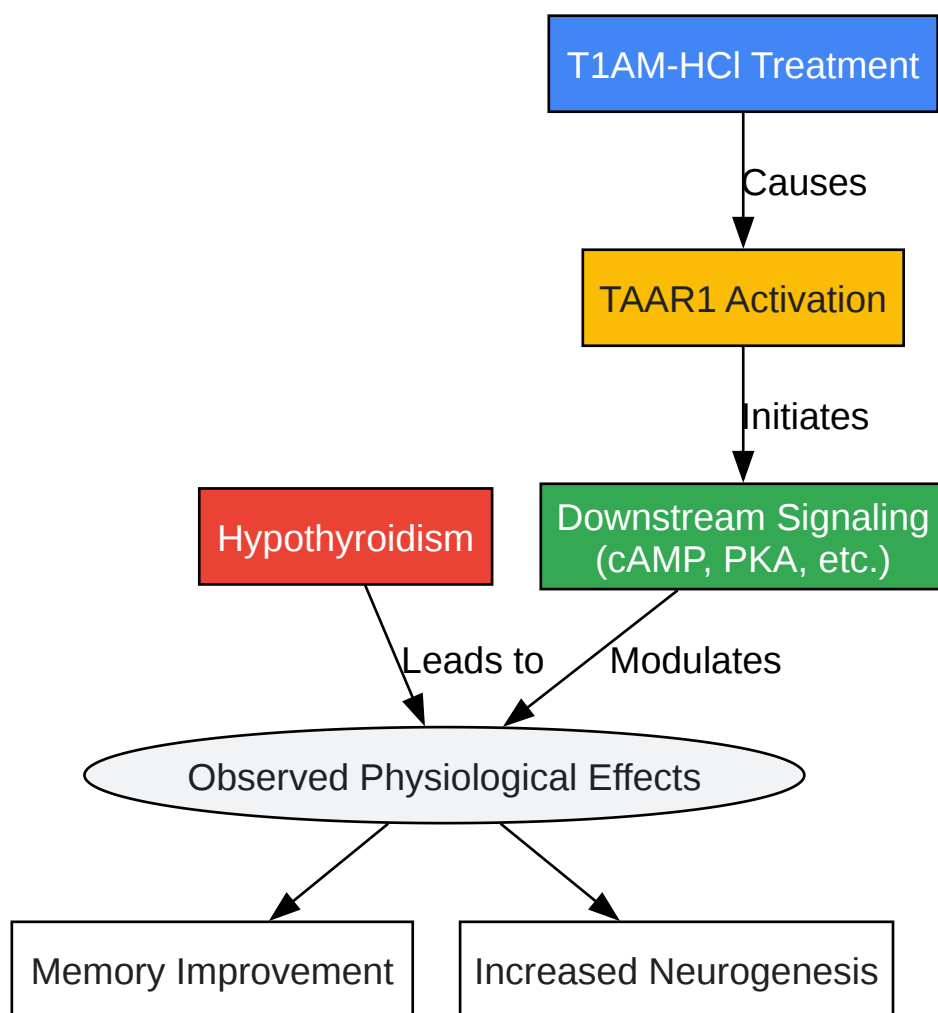 T1AM-HCl Treatment
Causes
TAAR1 Activation
Initiates
Hypothyroidism
Downstream Signaling
(cAMP, PKA, etc.)
Leads to
Modulates
Observed Physiological Effects
Memory Improvement
Increased Neurogenesis